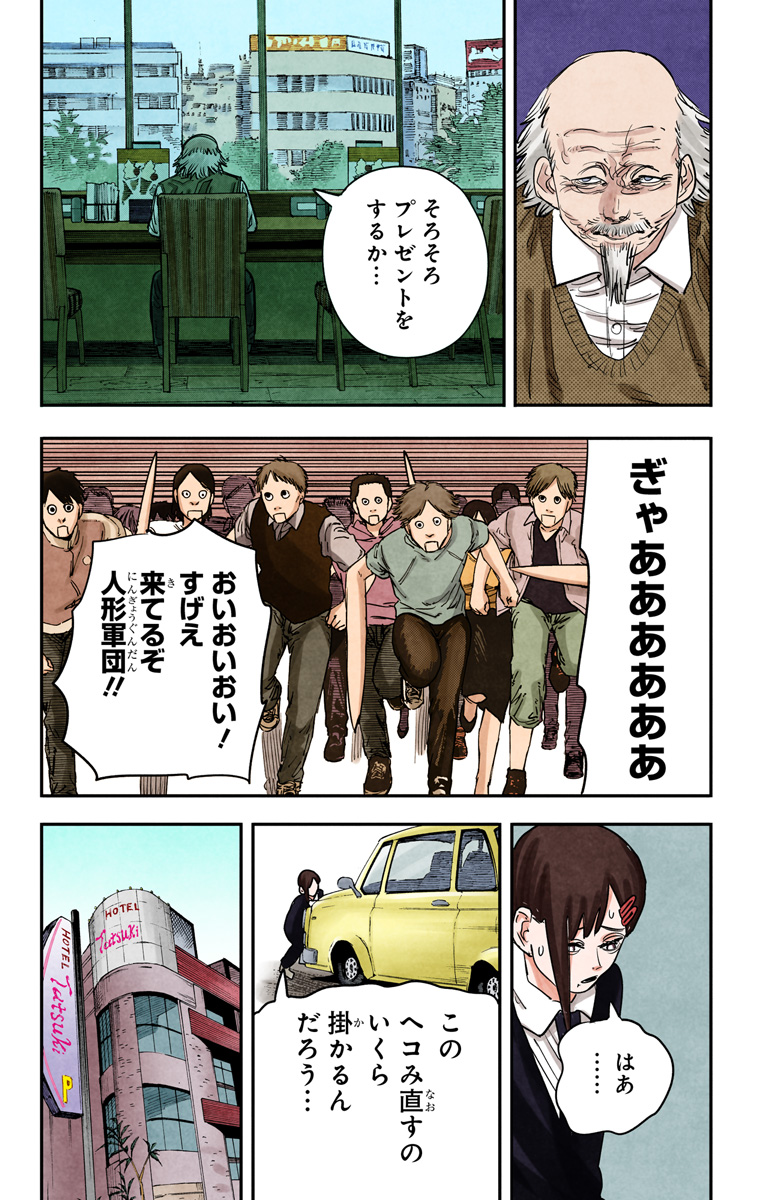 そろそろ
プレゼントを
するか…
ぎゃあああああああ
おいおいおい！
すげえ
来てるぞ
人形軍団！！
はあ
……
この
ヘコみ直すの
いくら
掛かるん
だろう…
HOTEL
Tatsuki
HOTEL
Tatsuki
P